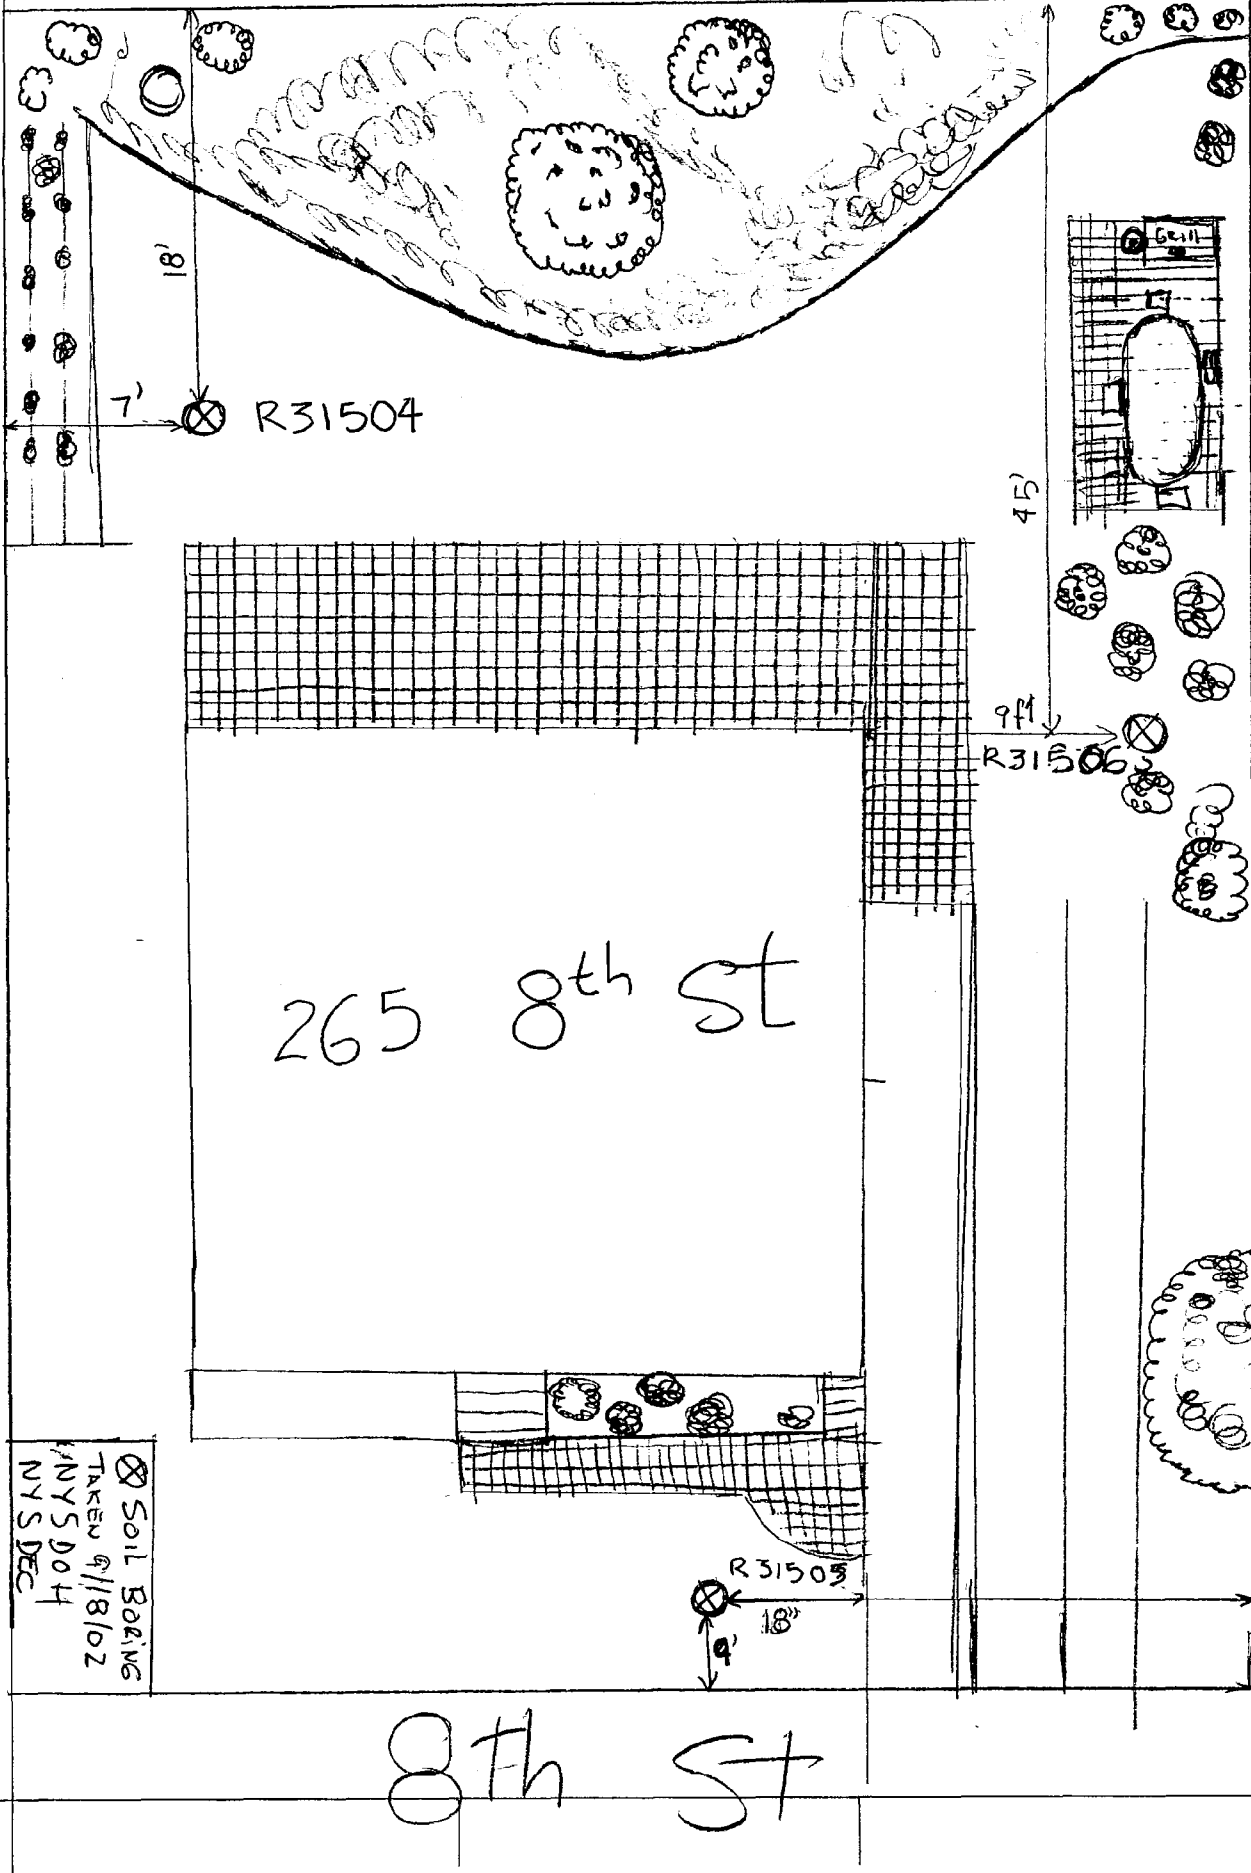 18'
7'
R31504
Grill
45'
9ft
R31506
265 8th St
R31505
18"
9'
⊗ SOIL BORING
TAKEN 9/18/02
NYSDOH
NYSDEC
8th St